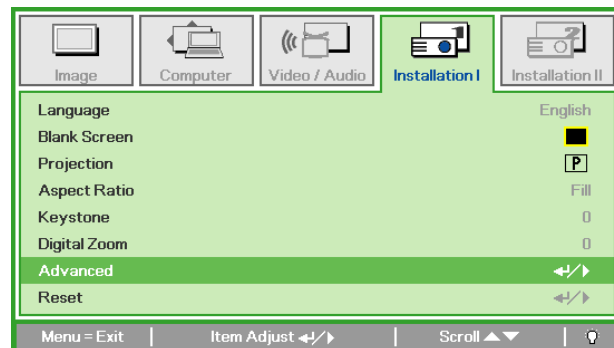 Image Computer Video / Audio Installation I Installation II
Language English
Blank Screen
Projection P
Aspect Ratio Fill
Keystone 0
Digital Zoom 0
Advanced ↵/▶
Reset ↵/▶
Menu = Exit | Item Adjust ↵/▶ | Scroll ▲▼ |